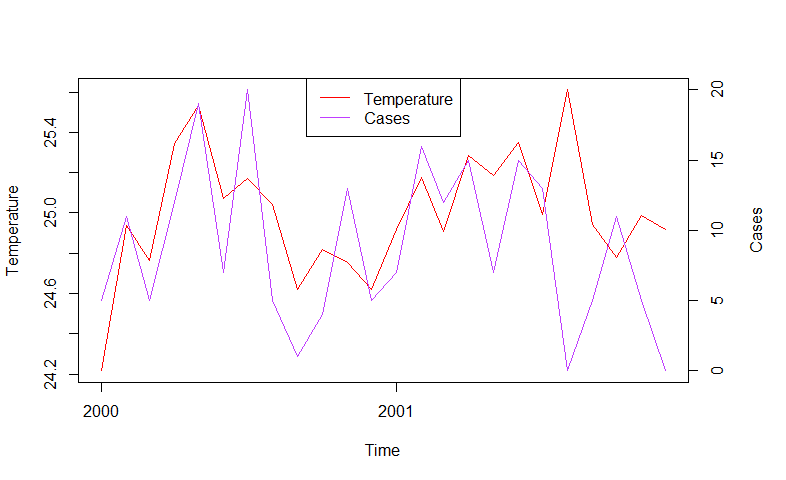 Temperature
Cases
25.4
25.0
24.6
24.2
Temperature
20
15
10
5
0
Cases
2000
2001
Time